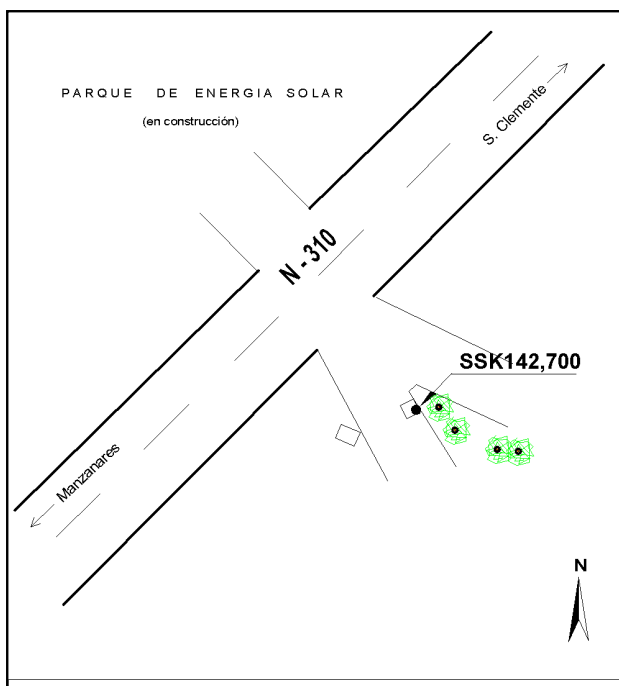 PARQUE DE ENERGIA SOLAR
(en construcción)
S. Clemente
N - 310
SSK142,700
Manzanares
N